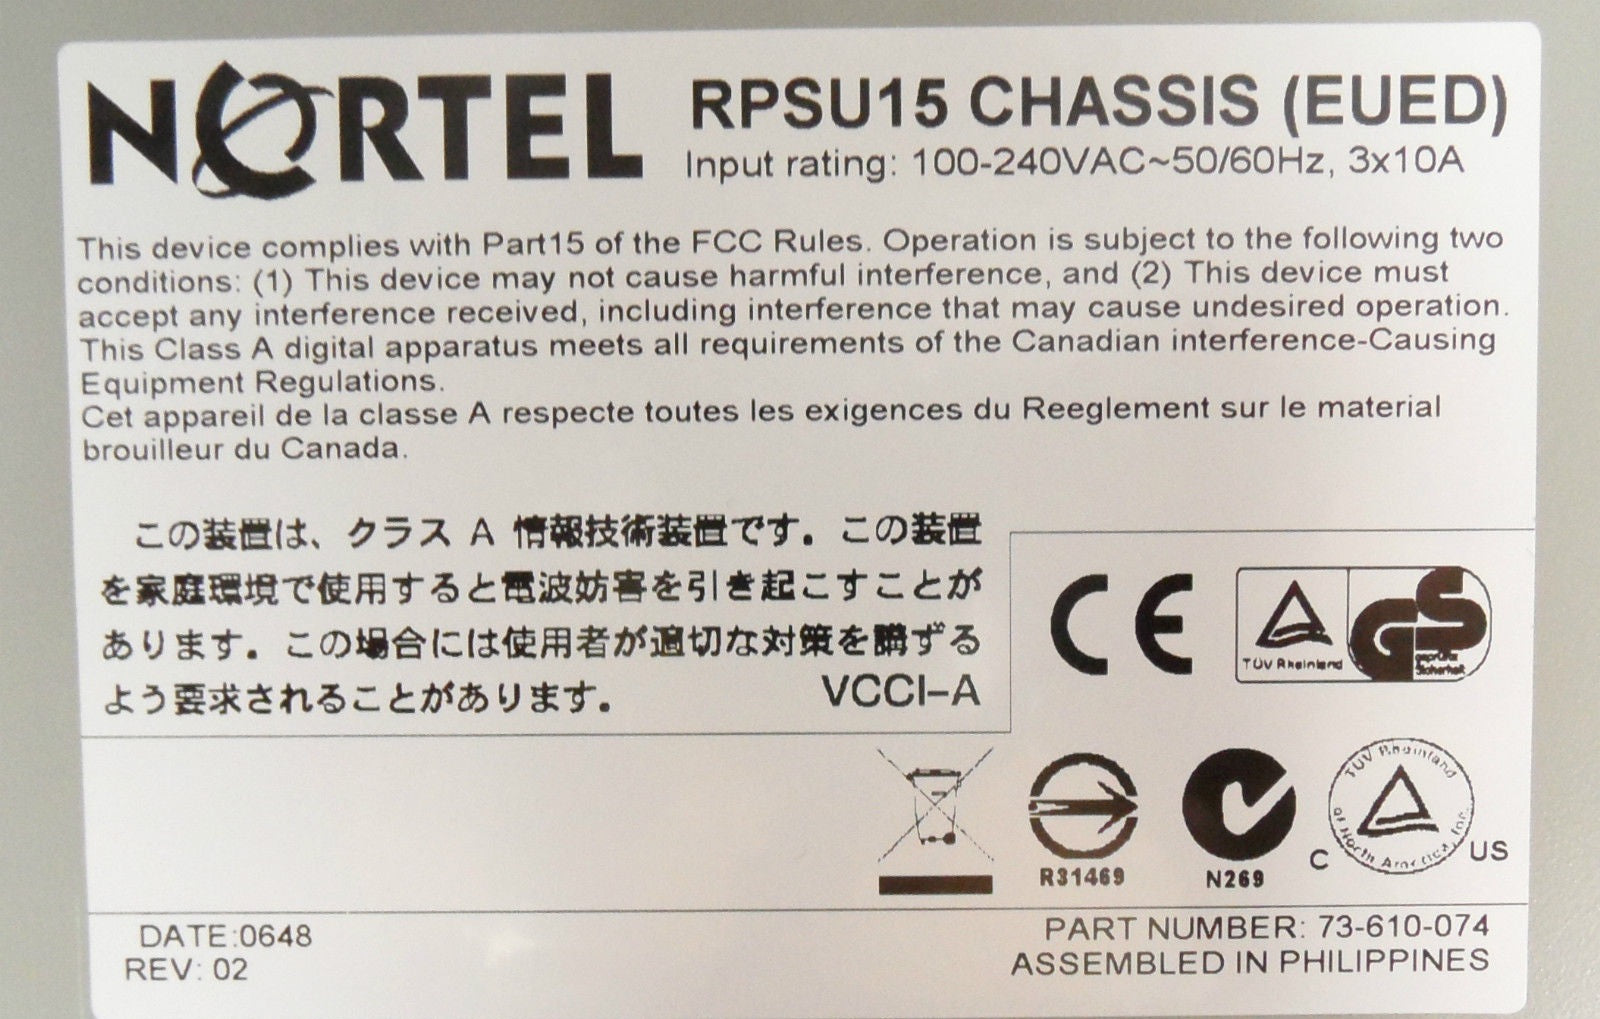 NORTEL
RPSU15 CHASSIS (EUED)
Input rating: 100-240VAC~50/60Hz, 3x10A
This device complies with Part15 of the FCC Rules. Operation is subject to the following two
conditions: (1) This device may not cause harmful interference, and (2) This device must
accept any interference received, including interference that may cause undesired operation.
This Class A digital apparatus meets all requirements of the Canadian interference-Causing
Equipment Regulations.
Cet appareil de la classe A respecte toutes les exigences du Reeglement sur le material
brouilleur du Canada.
この装置は、クラス A 情報技術装置です。この装置
を家庭環境で使用すると電波妨害を引き起こすことが
あります。この場合には使用者が適切な対策を講ずる
よう要求されることがあります。 VCCI-A
CE
TÜV Rheinland
GS
geprüfte
Sicherheit
R31469
N269
TÜV Rheinland
of North America, Inc.
C US
DATE:0648
REV: 02
PART NUMBER: 73-610-074
ASSEMBLED IN PHILIPPINES